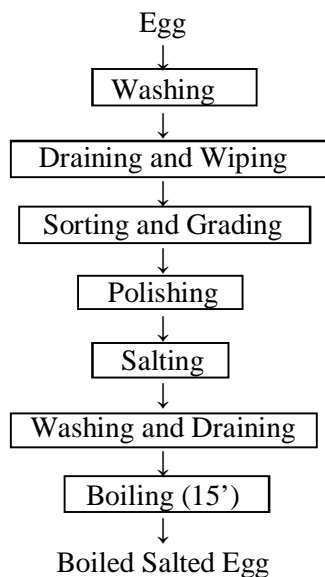 Egg
Washing
Draining and Wiping
Sorting and Grading
Polishing
Salting
Washing and Draining
Boiling (15’)
Boiled Salted Egg